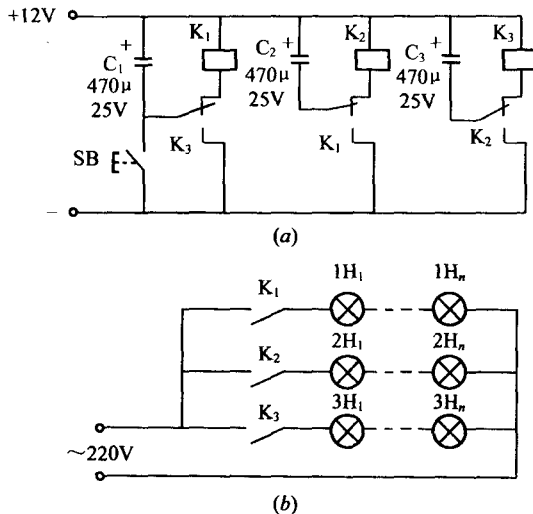 +12V
K₁
K₂
K₃
C₁
470μ
25V
C₂
470μ
25V
C₃
470μ
25V
+
+
+
SB
K₃
K₁
K₂
−
(a)
1H₁
1Hₙ
K₁
2H₁
2Hₙ
K₂
3H₁
3Hₙ
K₃
~220V
(b)